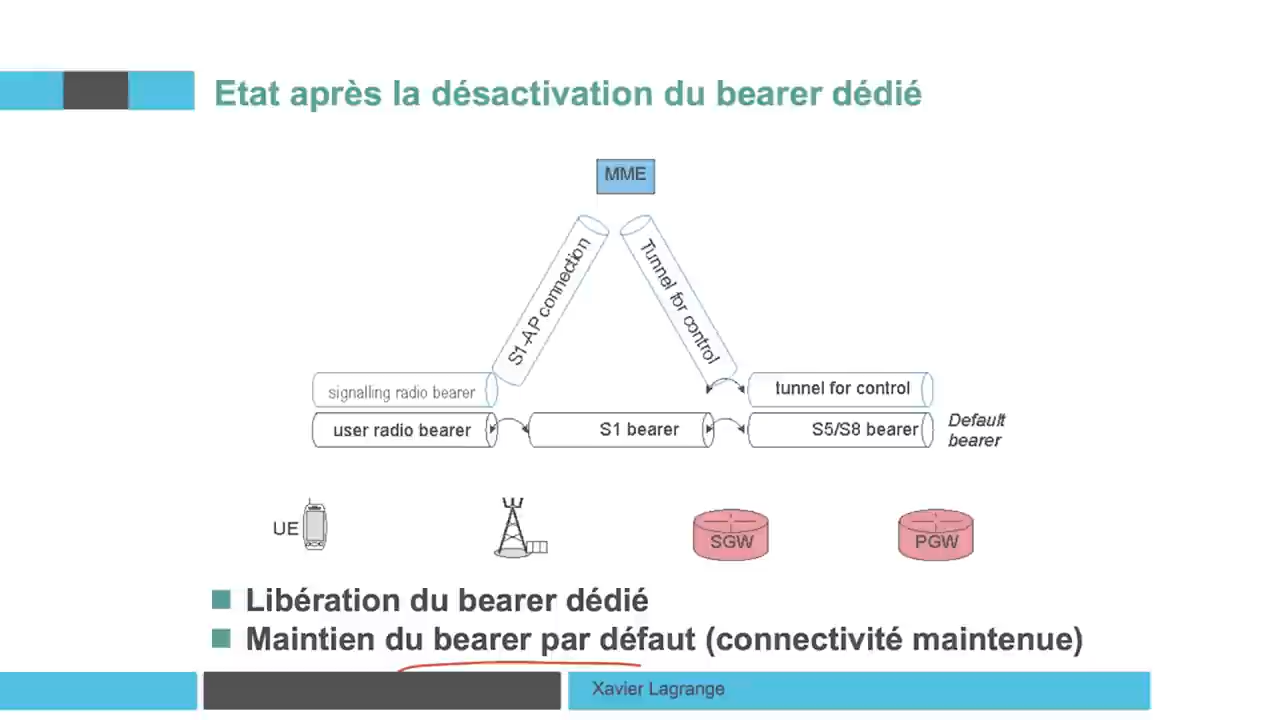 Etat après la désactivation du bearer dédié
MME
S1-AP connection
Tunnel for control
signalling radio bearer
tunnel for control
user radio bearer
S1 bearer
S5/S8 bearer
Default
bearer
UE
SGW
PGW
Libération du bearer dédié
Maintien du bearer par défaut (connectivité maintenue)
Xavier Lagrange